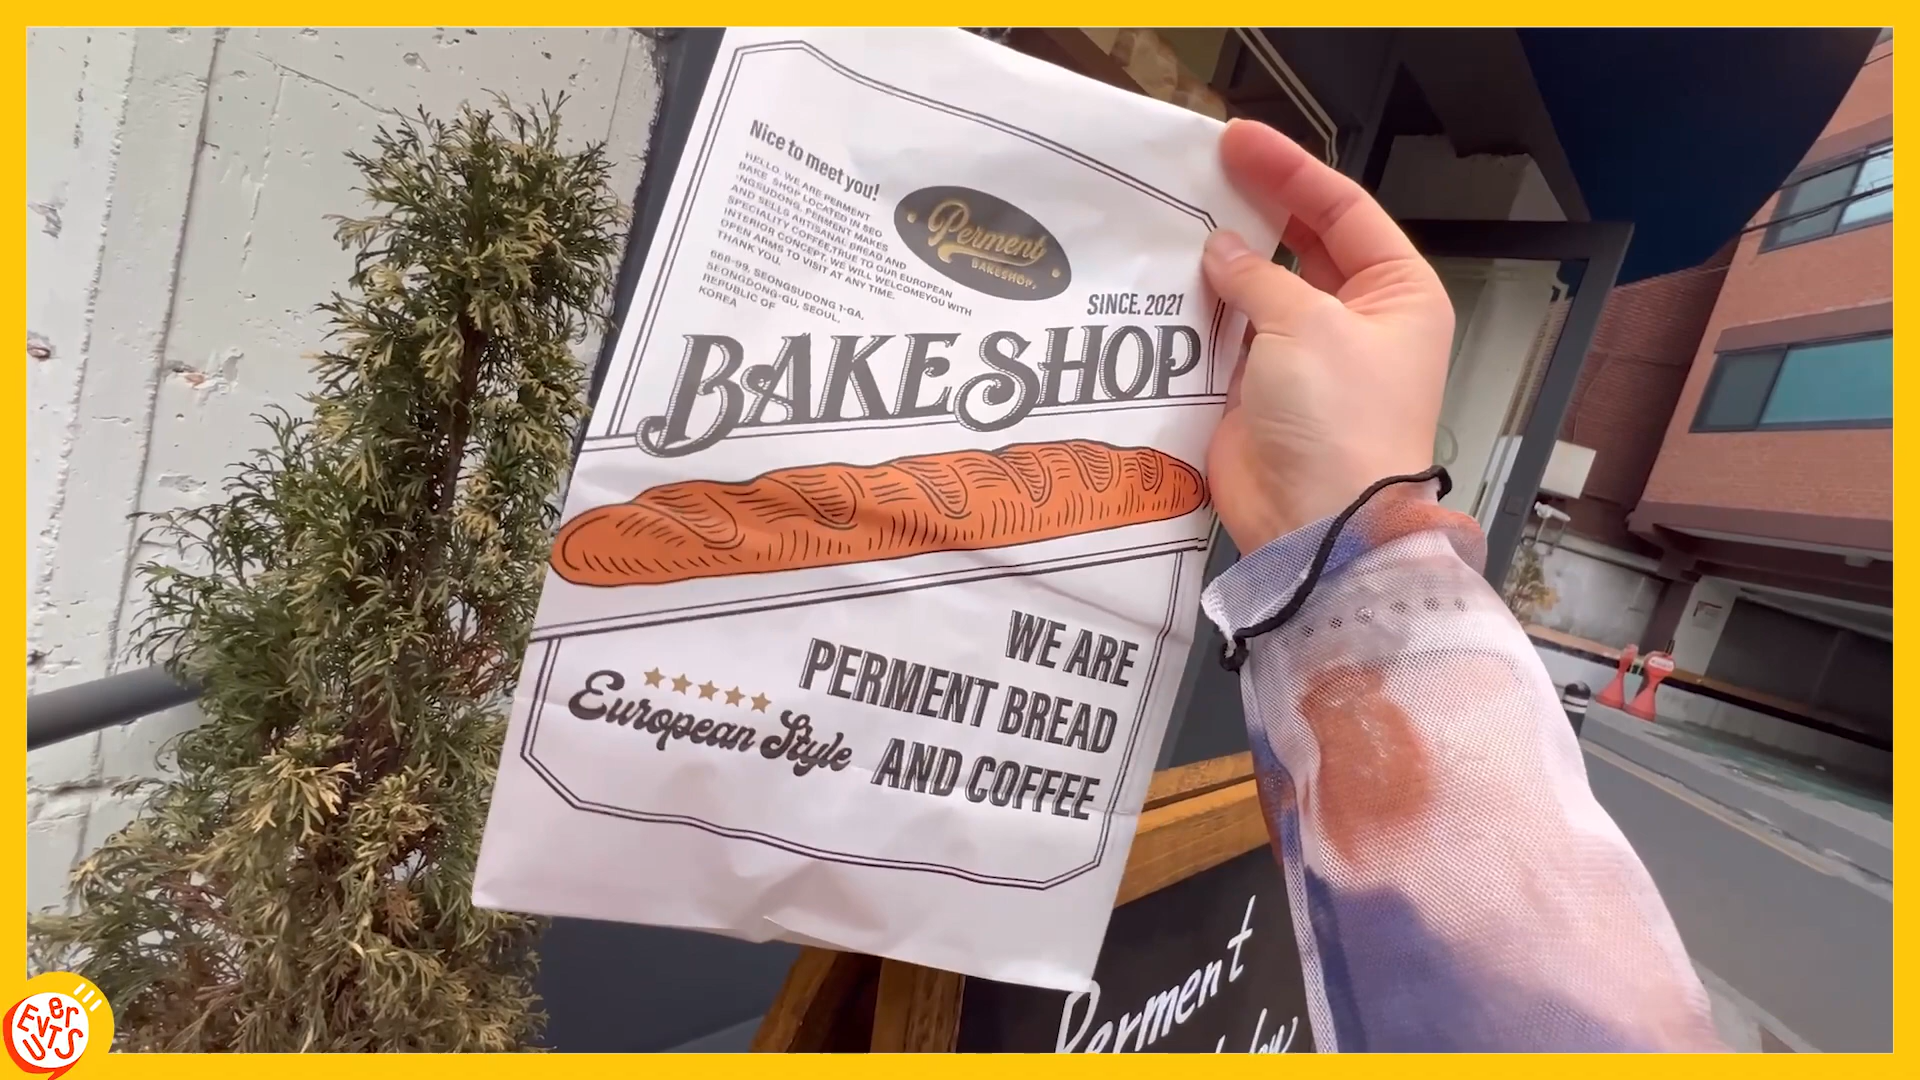 Nice to meet you!
HELLO. WE ARE PERMENT
BAKE SHOP LOCATED IN SEO
NGSUDONG. PERMENT MAKES
AND SELLS ARTISANAL BREAD AND
SPECIALITY COFFEE,TRUE TO OUR EUROPEAN
INTERIOR CONCEPT. WE WILL WELCOMEYOU WITH
OPEN ARMS TO VISIT AT ANY TIME.
THANK YOU.
668-99, SEONGSUDONG 1-GA,
SEONGDONG-GU, SEOUL,
REPUBLIC OF
KOREA
Perment
BAKESHOP.
SINCE. 2021
BAKESHOP
WE ARE
PERMENT BREAD
AND COFFEE
European Style
Perment
Ever
UVTS